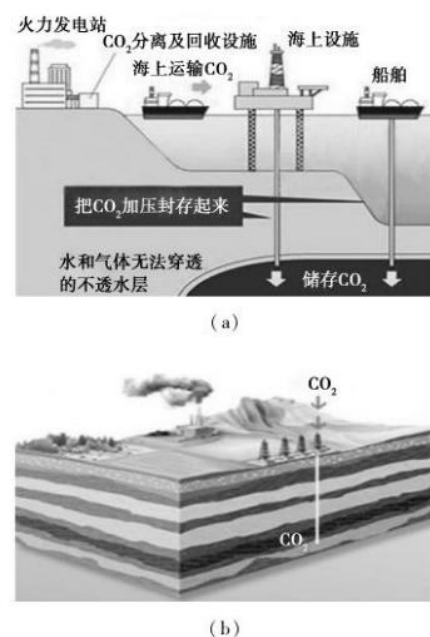 火力发电站
CO₂分离及回收设施
海上设施
海上运输CO₂
船舶
把CO₂加压封存起来
水和气体无法穿透
的不透水层
储存CO₂
(a)
CO₂
CO₂
(b)